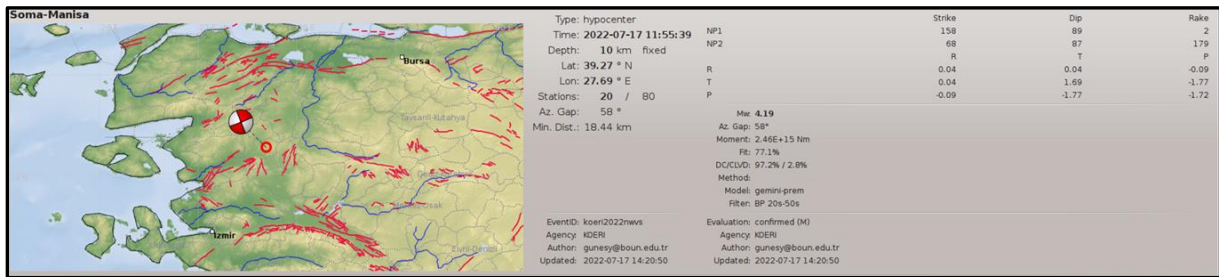 Soma-Manisa
Bursa
Tavsanli-Kutahya
Izmir
Civril-Denizli
Type: hypocenter
Time: 2022-07-17 11:55:39
Depth: 10 km fixed
Lat: 39.27 ° N
Lon: 27.69 ° E
Stations: 20 / 80
Az. Gap: 58 °
Min. Dist.: 18.44 km
EventID: koeri2022nwvs
Agency: KOERI
Author: gunesy@boun.edu.tr
Updated: 2022-07-17 14:20:50
Strike Dip Rake
NP1 158 89 2
NP2 68 87 179
R T P
R 0.04 0.04 -0.09
T 0.04 1.69 -1.77
P -0.09 -1.77 -1.72
Mw: 4.19
Az. Gap: 58°
Moment: 2.46E+15 Nm
Fit: 77.1%
DC/CLVD: 97.2% / 2.8%
Method:
Model: gemini-prem
Filter: BP 20s-50s
Evaluation: confirmed (M)
Agency: KOERI
Author: gunesy@boun.edu.tr
Updated: 2022-07-17 14:20:50